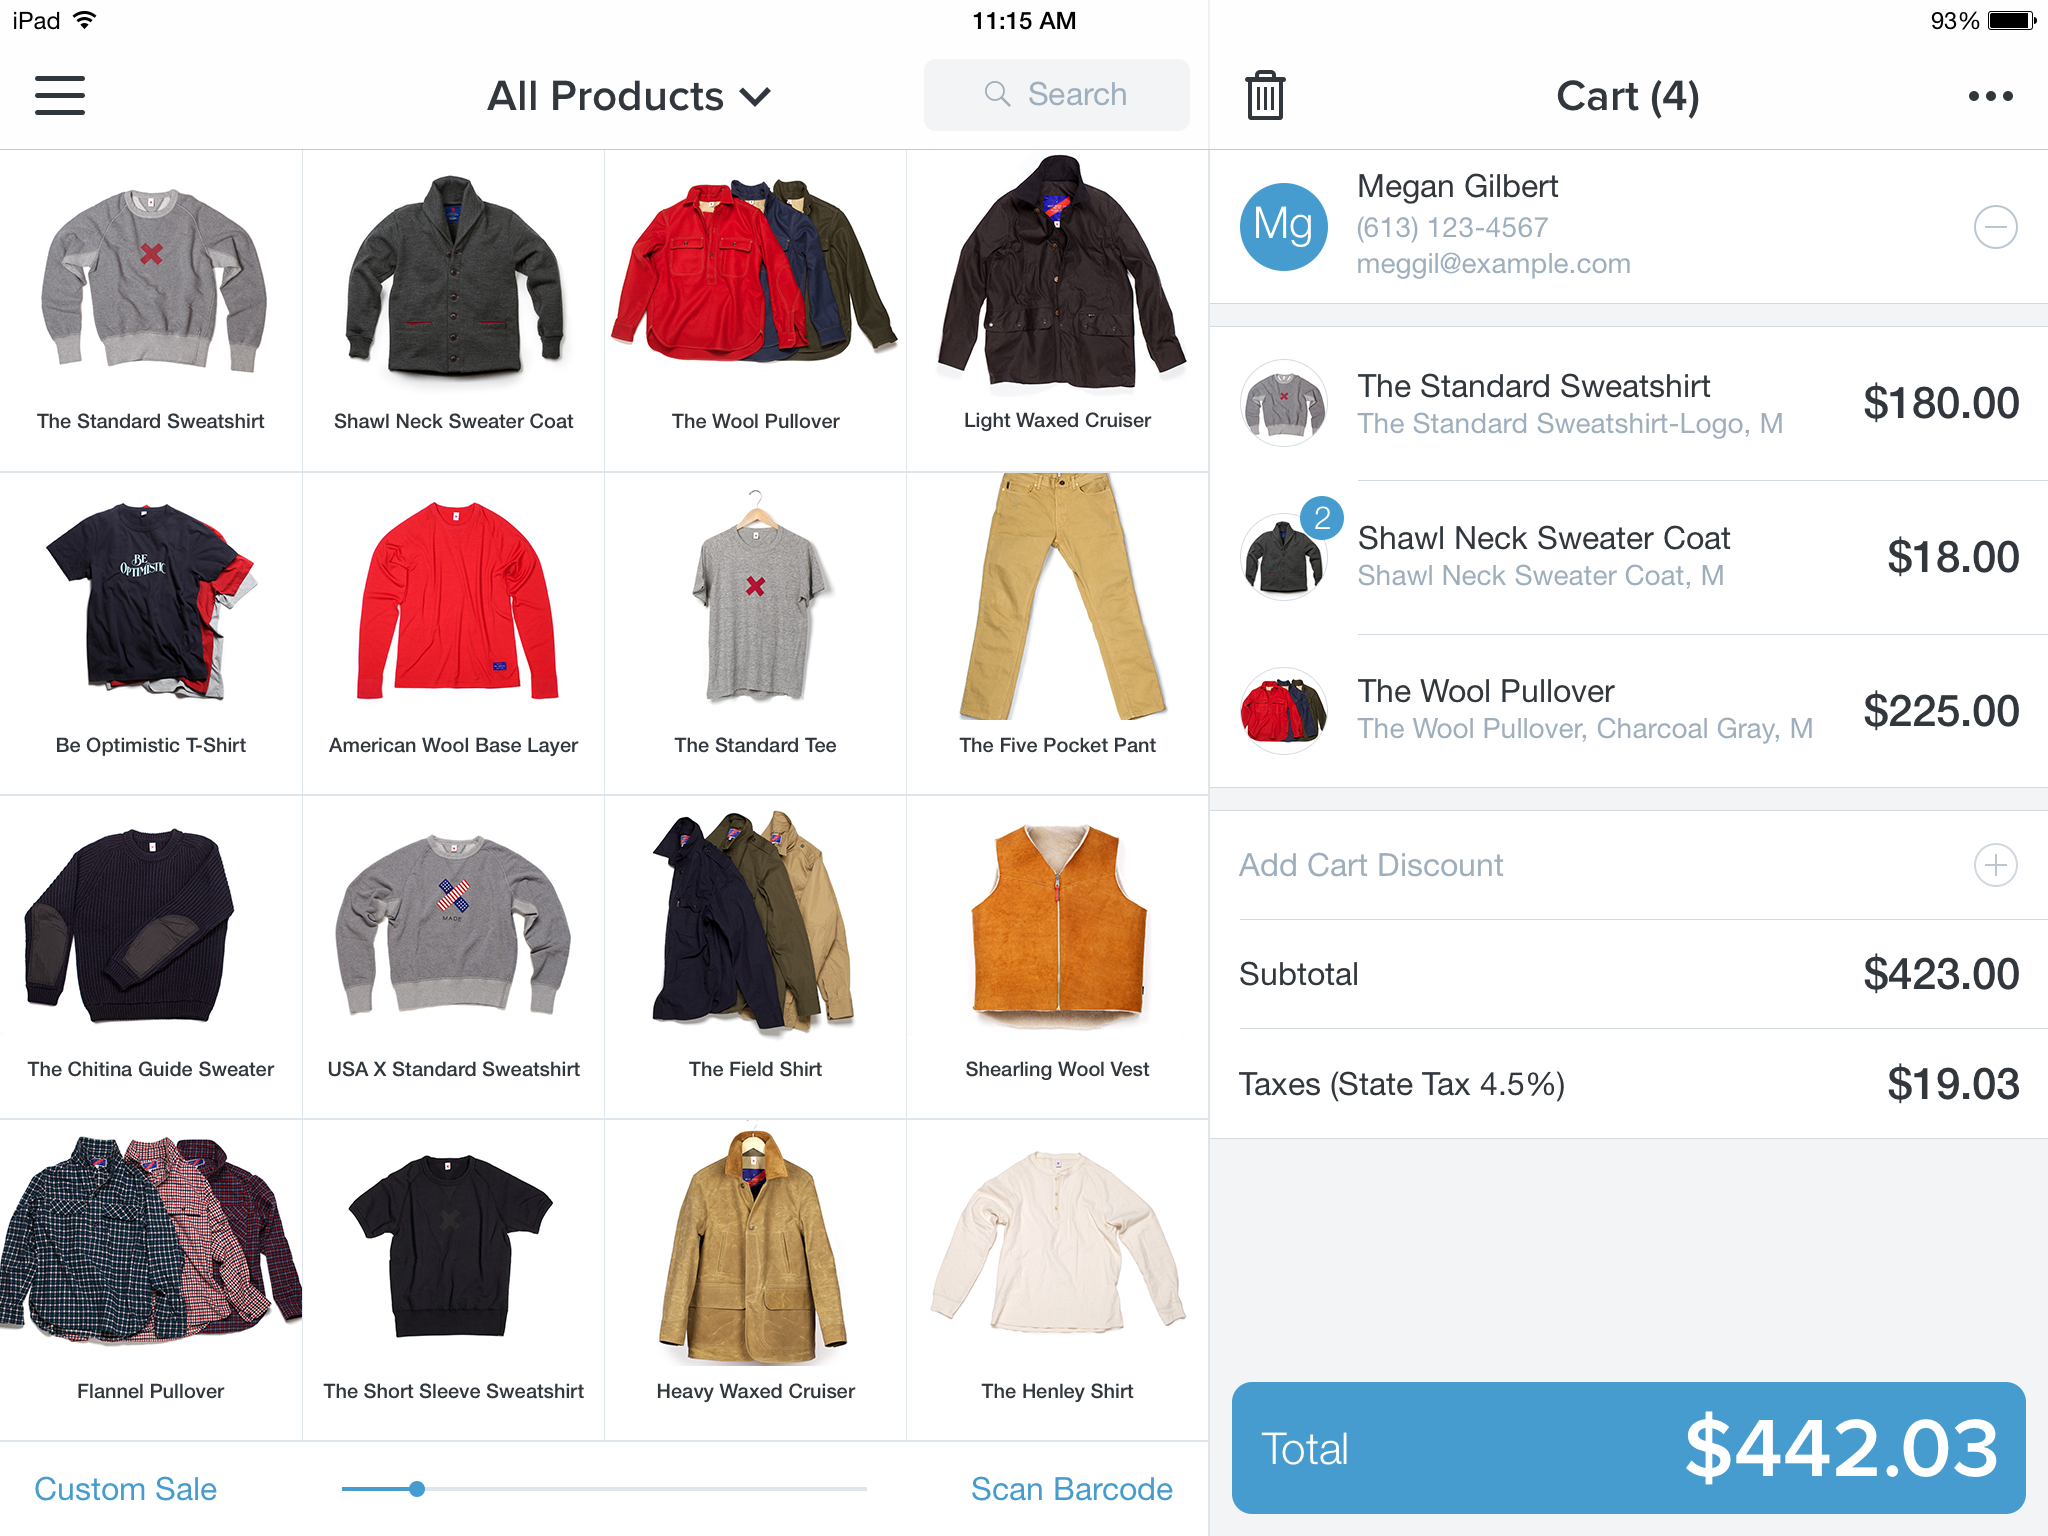 iPad
11:15 AM
93%
All Products
Search
Cart (4)
The Standard Sweatshirt
Shawl Neck Sweater Coat
The Wool Pullover
Light Waxed Cruiser
BE
OPTIMISTIC
Be Optimistic T-Shirt
American Wool Base Layer
The Standard Tee
The Five Pocket Pant
MADE
The Chitina Guide Sweater
USA X Standard Sweatshirt
The Field Shirt
Shearling Wool Vest
Flannel Pullover
The Short Sleeve Sweatshirt
Heavy Waxed Cruiser
The Henley Shirt
Custom Sale
Scan Barcode
Mg
Megan Gilbert
(613) 123-4567
meggil@example.com
The Standard Sweatshirt
The Standard Sweatshirt-Logo, M
$180.00
2
Shawl Neck Sweater Coat
Shawl Neck Sweater Coat, M
$18.00
The Wool Pullover
The Wool Pullover, Charcoal Gray, M
$225.00
Add Cart Discount
Subtotal
$423.00
Taxes (State Tax 4.5%)
$19.03
Total
$442.03